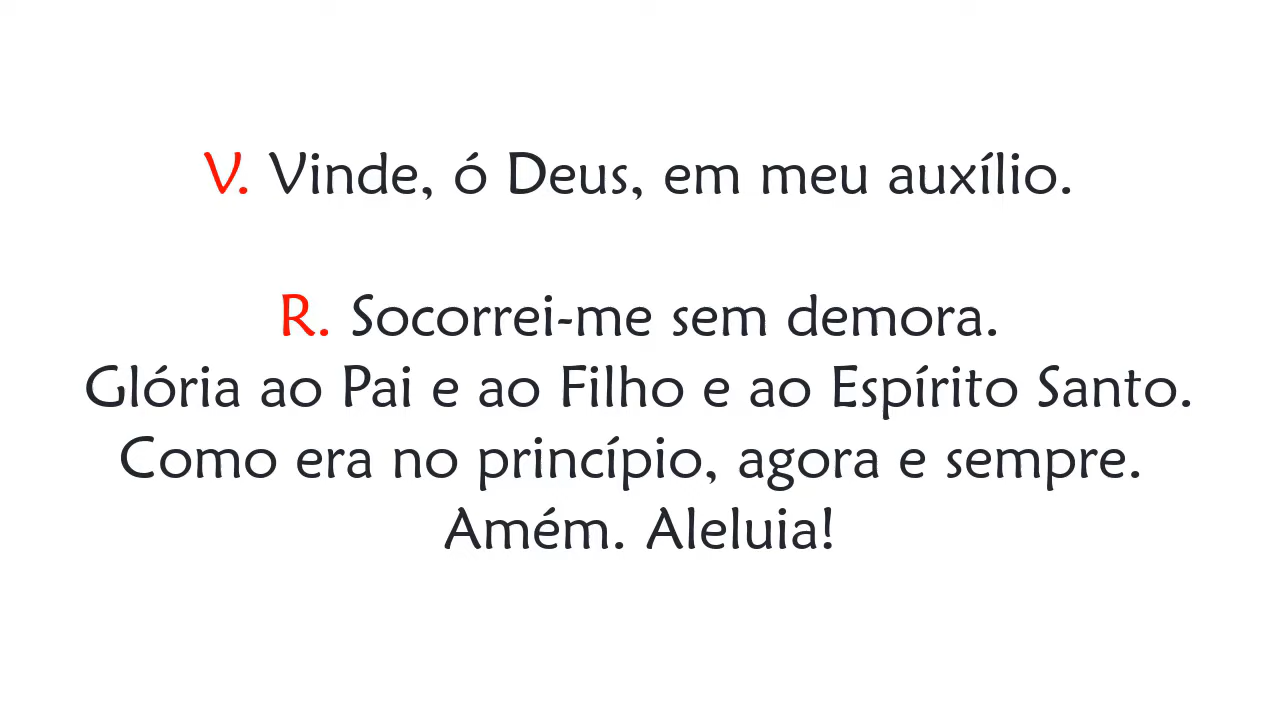 V. Vinde, ó Deus, em meu auxílio.
R. Socorrei-me sem demora.
Glória ao Pai e ao Filho e ao Espírito Santo.
Como era no princípio, agora e sempre.
Amém. Aleluia!